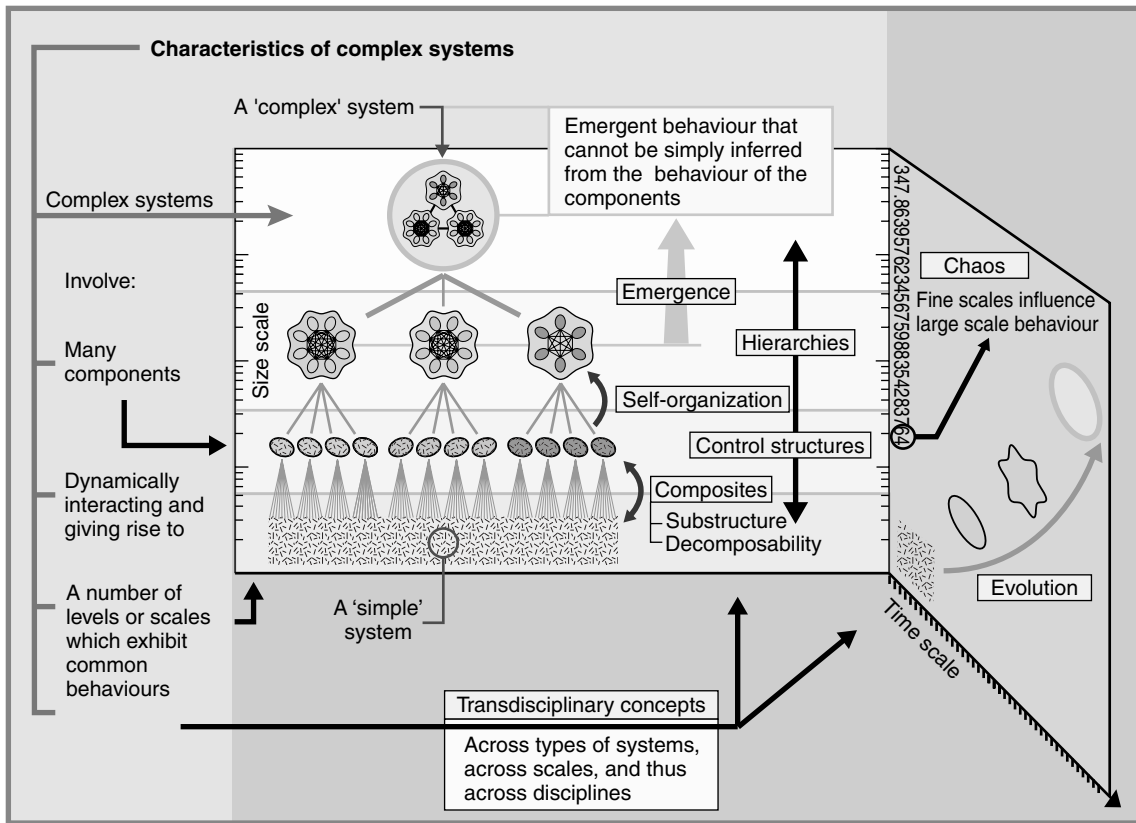 Characteristics of complex systems
A 'complex' system
Emergent behaviour that
cannot be simply inferred
from the behaviour of the
components
Complex systems
Involve:
Many
components
Dynamically
interacting and
giving rise to
A number of
levels or scales
which exhibit
common
behaviours
Size scale
Emergence
Hierarchies
Self-organization
Control structures
Composites
Substructure
Decomposability
A ‘simple’
system
347.86395762345675988354283764
Chaos
Fine scales influence
large scale behaviour
Evolution
Time scale
Transdisciplinary concepts
Across types of systems,
across scales, and thus
across disciplines